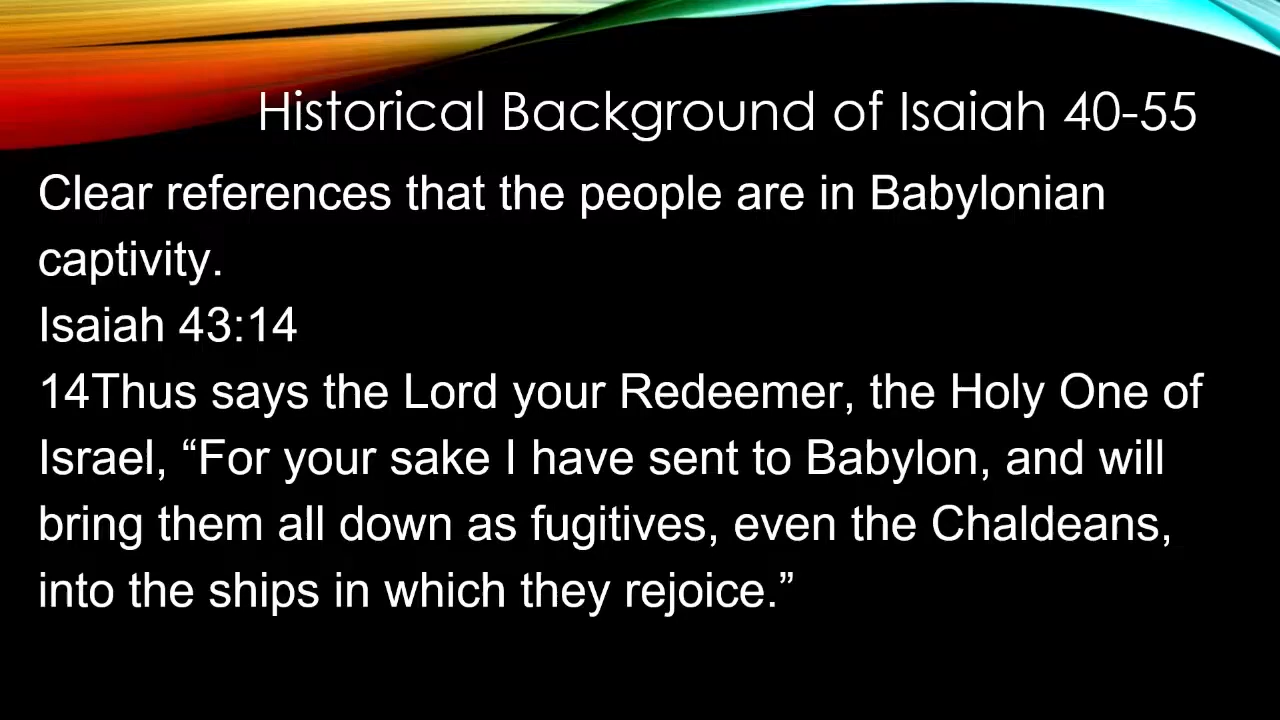 Historical Background of Isaiah 40-55
Clear references that the people are in Babylonian
captivity.
Isaiah 43:14
14Thus says the Lord your Redeemer, the Holy One of
Israel, “For your sake I have sent to Babylon, and will
bring them all down as fugitives, even the Chaldeans,
into the ships in which they rejoice.”